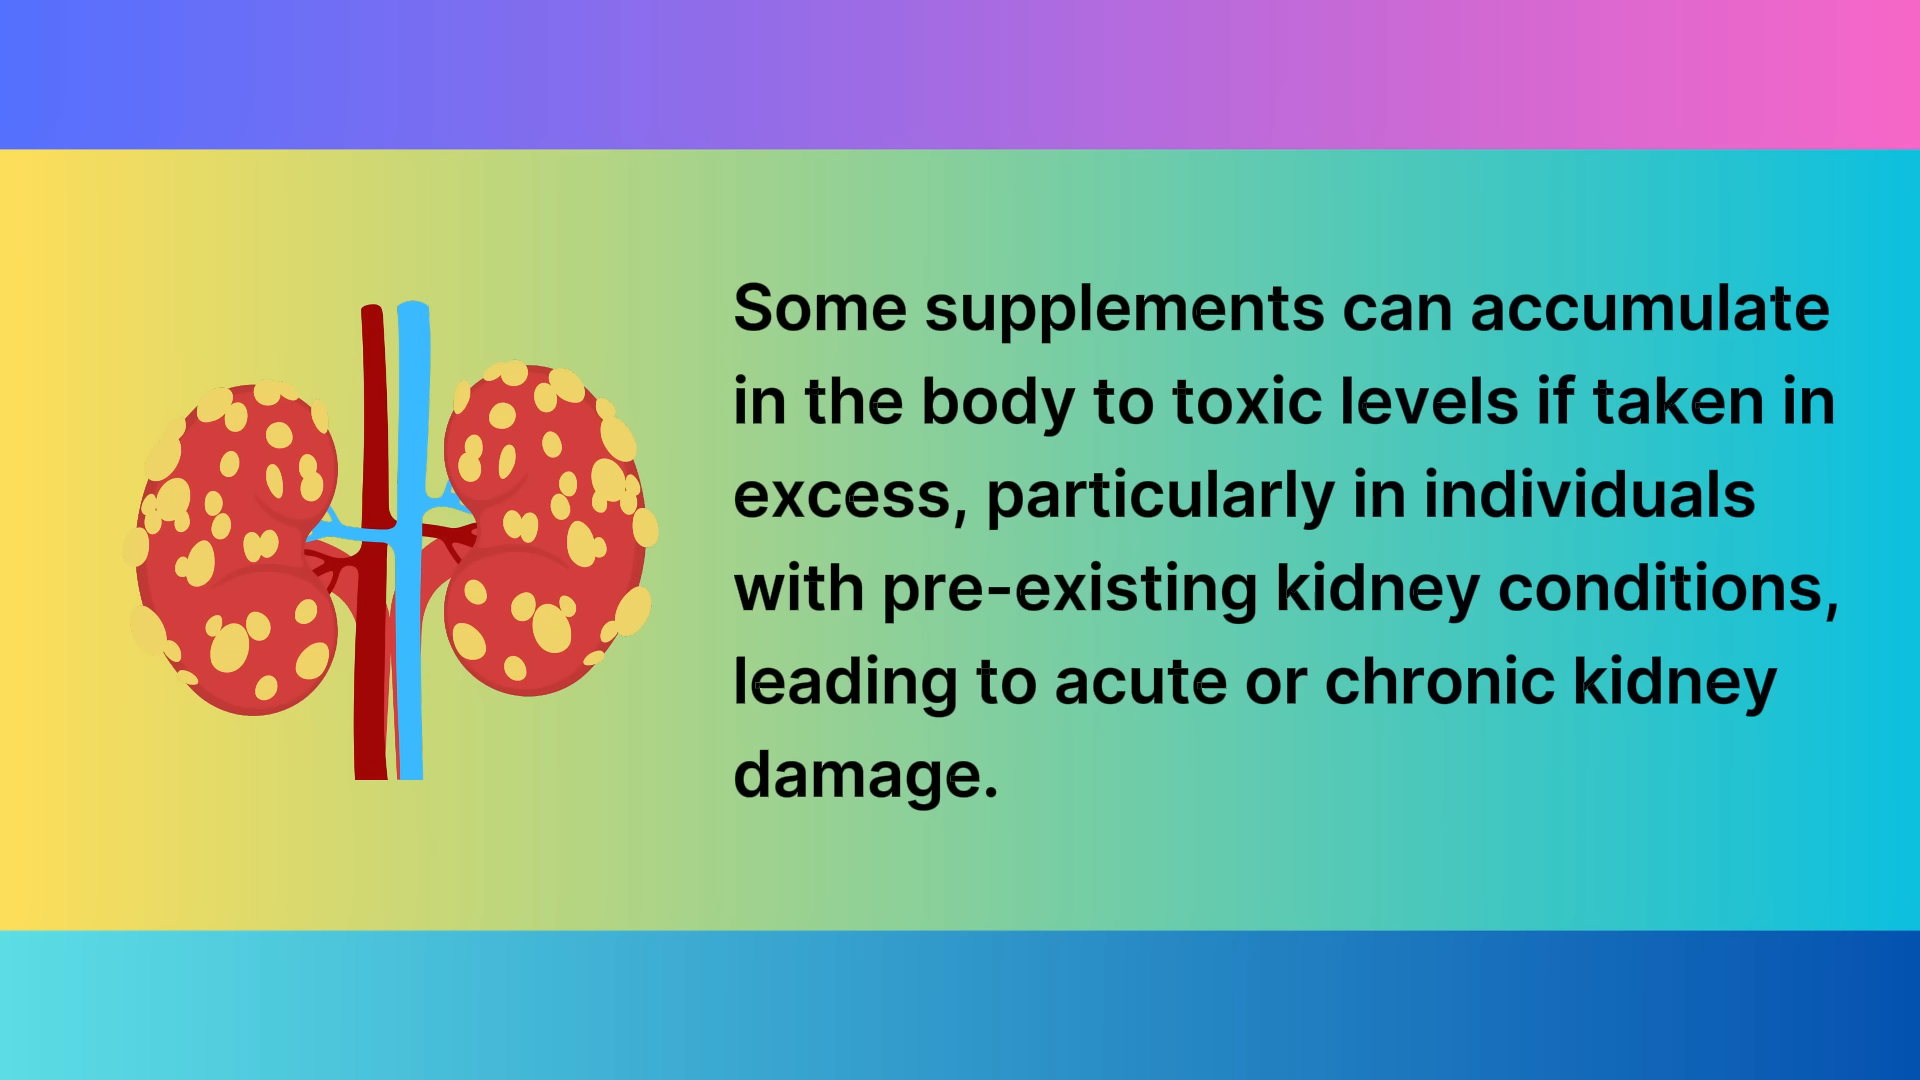 Some supplements can accumulate
in the body to toxic levels if taken in
excess, particularly in individuals
with pre-existing kidney conditions,
leading to acute or chronic kidney
damage.